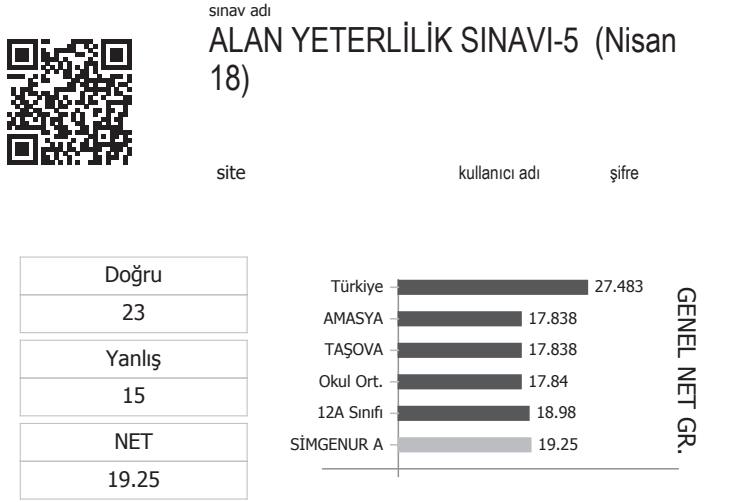 sınav adı
ALAN YETERLİLİK SINAVI-5 (Nisan
18)
site kullanıcı adı şifre
Doğru
23
Yanlış
15
NET
19.25
Türkiye 27.483
AMASYA 17.838
TAŞOVA 17.838
Okul Ort. 17.84
12A Sınıfı 18.98
SİMGENUR A 19.25
GENEL NET GR.